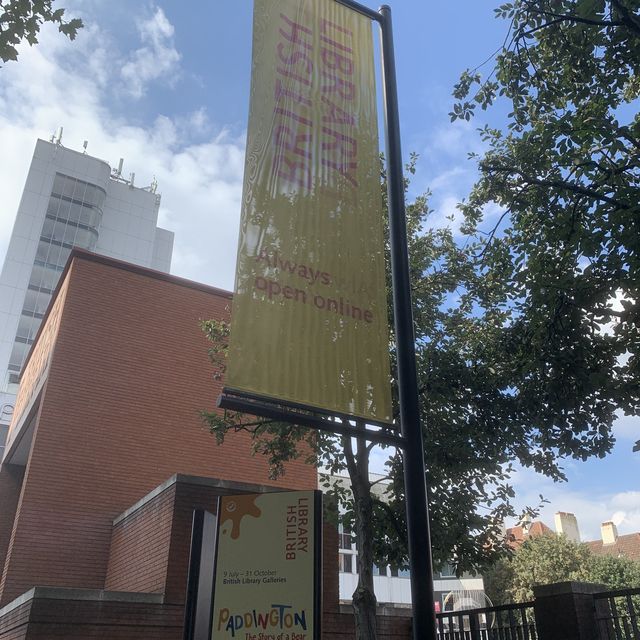 BRITISH
LIBRARY
Always
open online
BRITISH
LIBRARY
9 July – 31 October
British Library Galleries
PADDINGTON
The Story of a Bear